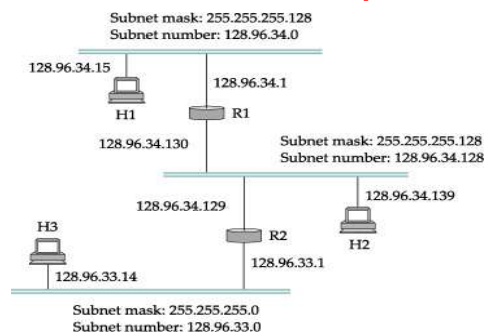 Subnet mask: 255.255.255.128
Subnet number: 128.96.34.0
128.96.34.15
128.96.34.1
H1
R1
128.96.34.130
Subnet mask: 255.255.255.128
Subnet number: 128.96.34.128
128.96.34.139
128.96.34.129
H3
R2
H2
128.96.33.1
128.96.33.14
Subnet mask: 255.255.255.0
Subnet number: 128.96.33.0